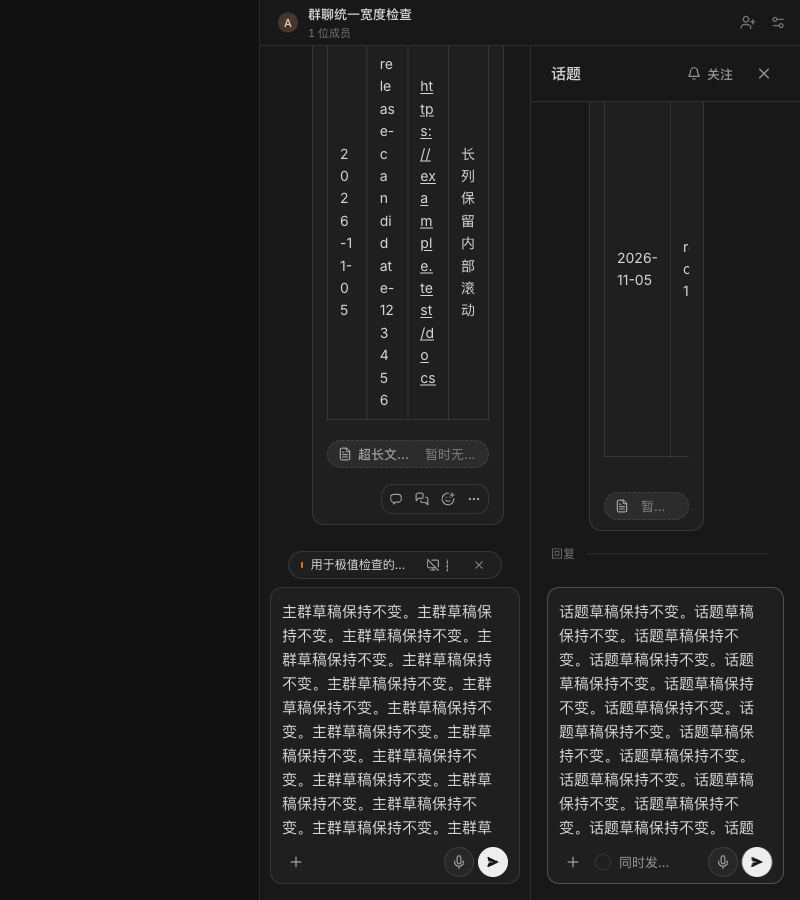 A
群聊统一宽度检查
1 位成员
2
0
2
6
-1
1-
0
5
re
le
as
e-
c
a
n
di
d
at
e-
12
3
4
5
6
ht
tp
s:
//
ex
a
m
pl
e.
te
st
/d
o
cs
长
列
保
留
内
部
滚
动
超长文... 暂时无...
用于极值检查的...
主群草稿保持不变。主群草稿保
持不变。主群草稿保持不变。主
群草稿保持不变。主群草稿保持
不变。主群草稿保持不变。主群
草稿保持不变。主群草稿保持不
变。主群草稿保持不变。主群草
稿保持不变。主群草稿保持不
变。主群草稿保持不变。主群草
稿保持不变。主群草稿保持不
变。主群草稿保持不变。主群草
话题
关注
2026-
11-05
r
c
1
暂...
回复
话题草稿保持不变。话题草稿
保持不变。话题草稿保持不
变。话题草稿保持不变。话题
草稿保持不变。话题草稿保持
不变。话题草稿保持不变。话
题草稿保持不变。话题草稿保
持不变。话题草稿保持不变。
话题草稿保持不变。话题草稿
保持不变。话题草稿保持不
变。话题草稿保持不变。话题
同时发...